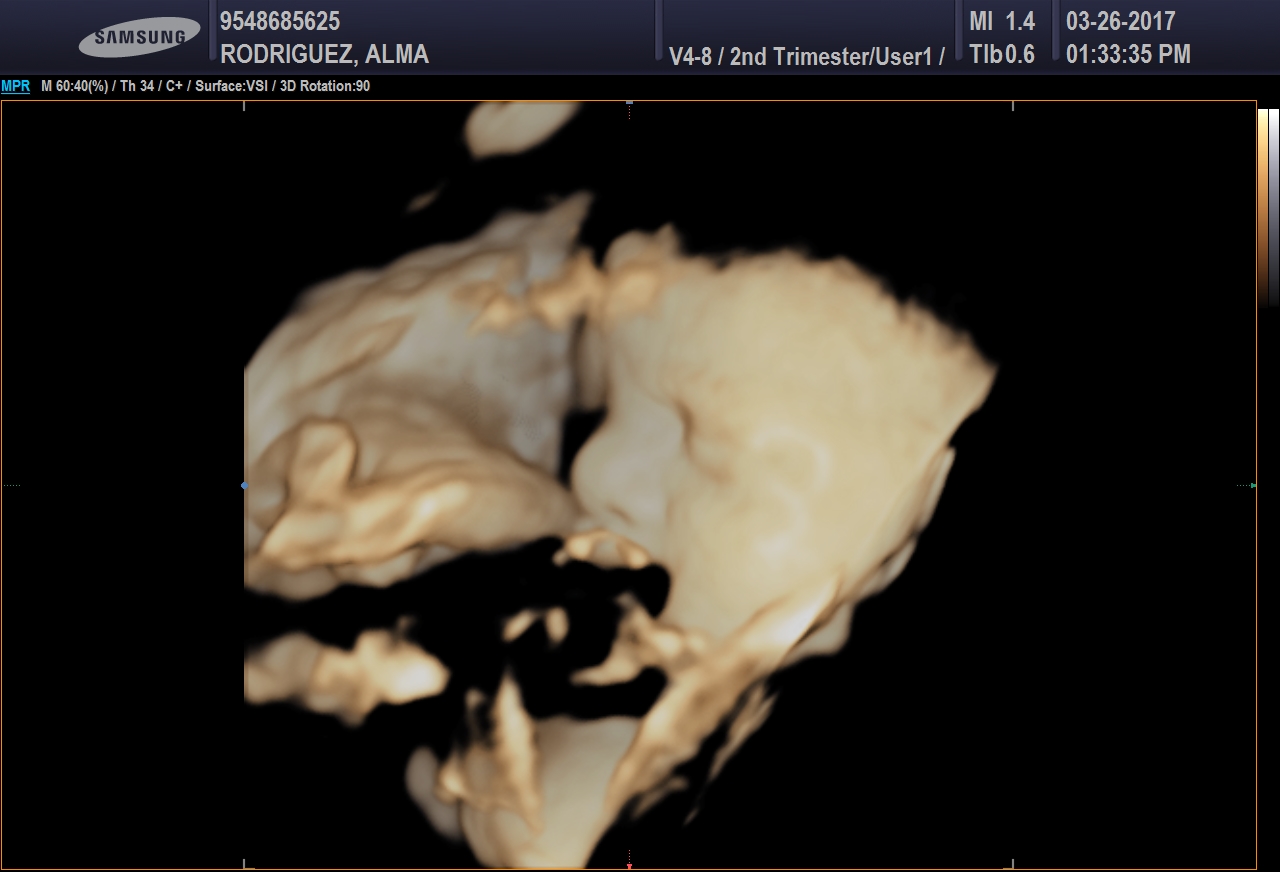 SAMSUNG
9548685625
RODRIGUEZ, ALMA
V4-8 / 2nd Trimester/User1 /
MI 1.4
TIb0.6
03-26-2017
01:33:35 PM
MPR M 60:40(%) / Th 34 / C+ / Surface:VSI / 3D Rotation:90